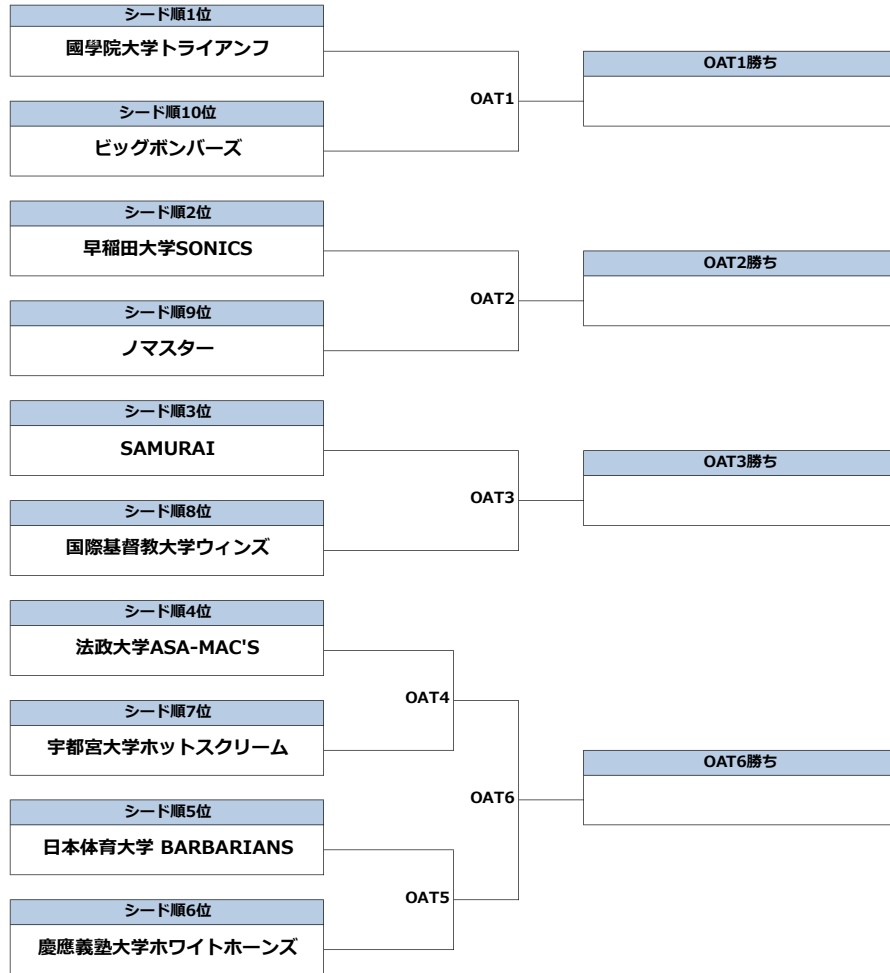 シード順1位
國學院大学トライアンフ
OAT1勝ち
OAT1
シード順10位
ビッグボンバーズ
シード順2位
早稲田大学SONICS
OAT2勝ち
OAT2
シード順9位
ノマスター
シード順3位
SAMURAI
OAT3勝ち
OAT3
シード順8位
国際基督教大学ウィンズ
シード順4位
法政大学ASA-MAC'S
OAT4
シード順7位
宇都宮大学ホットスクリーム
OAT6勝ち
OAT6
シード順5位
日本体育大学 BARBARIANS
OAT5
シード順6位
慶應義塾大学ホワイトホーンズ